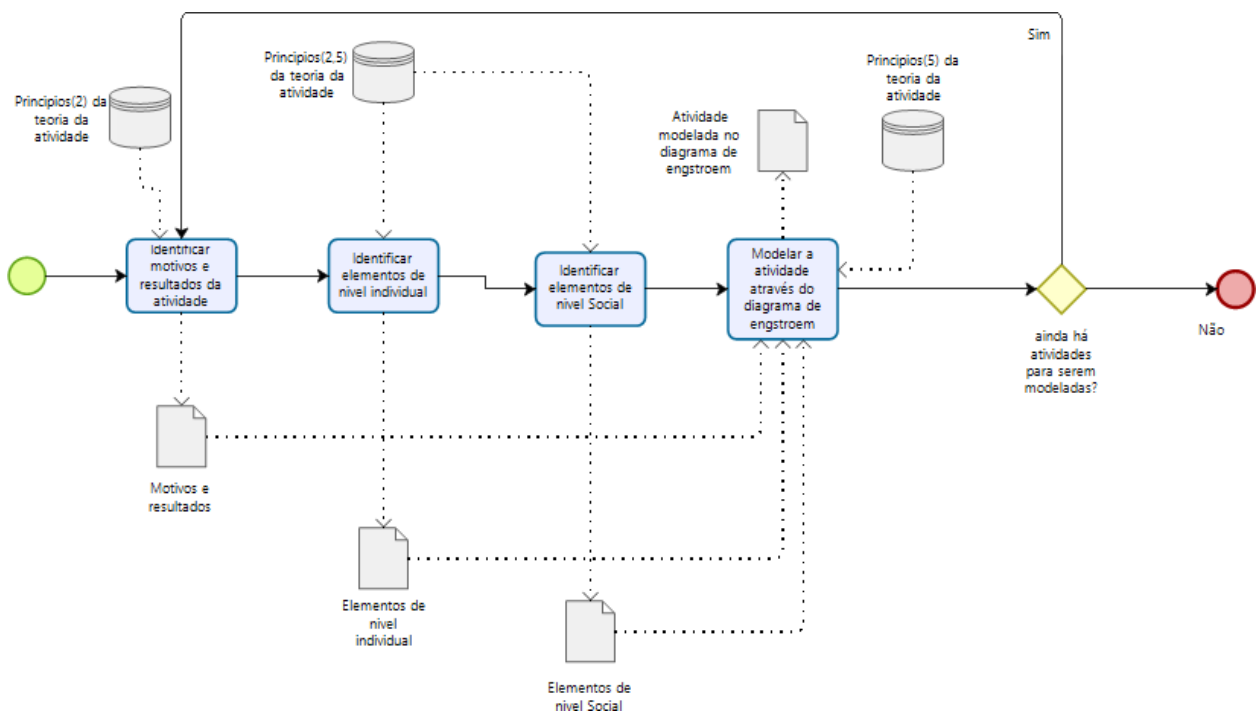 Sim
Principios(2,5)
da teoria da
atividade
Principios(5) da
teoria da
atividade
Principios(2) da
teoria da
atividade
Atividade
modelada no
diagrama de
engstroem
Identificar
motivos e
resultados da
atividade
Identificar
elementos de
nivel individual
Identificar
elementos de
nivel Social
Modelar a
atividade
através do
diagrama de
engstroem
Não
ainda há
atividades
para serem
modeladas?
Motivos e
resultados
Elementos de
nivel
individual
Elementos de
nivel Social